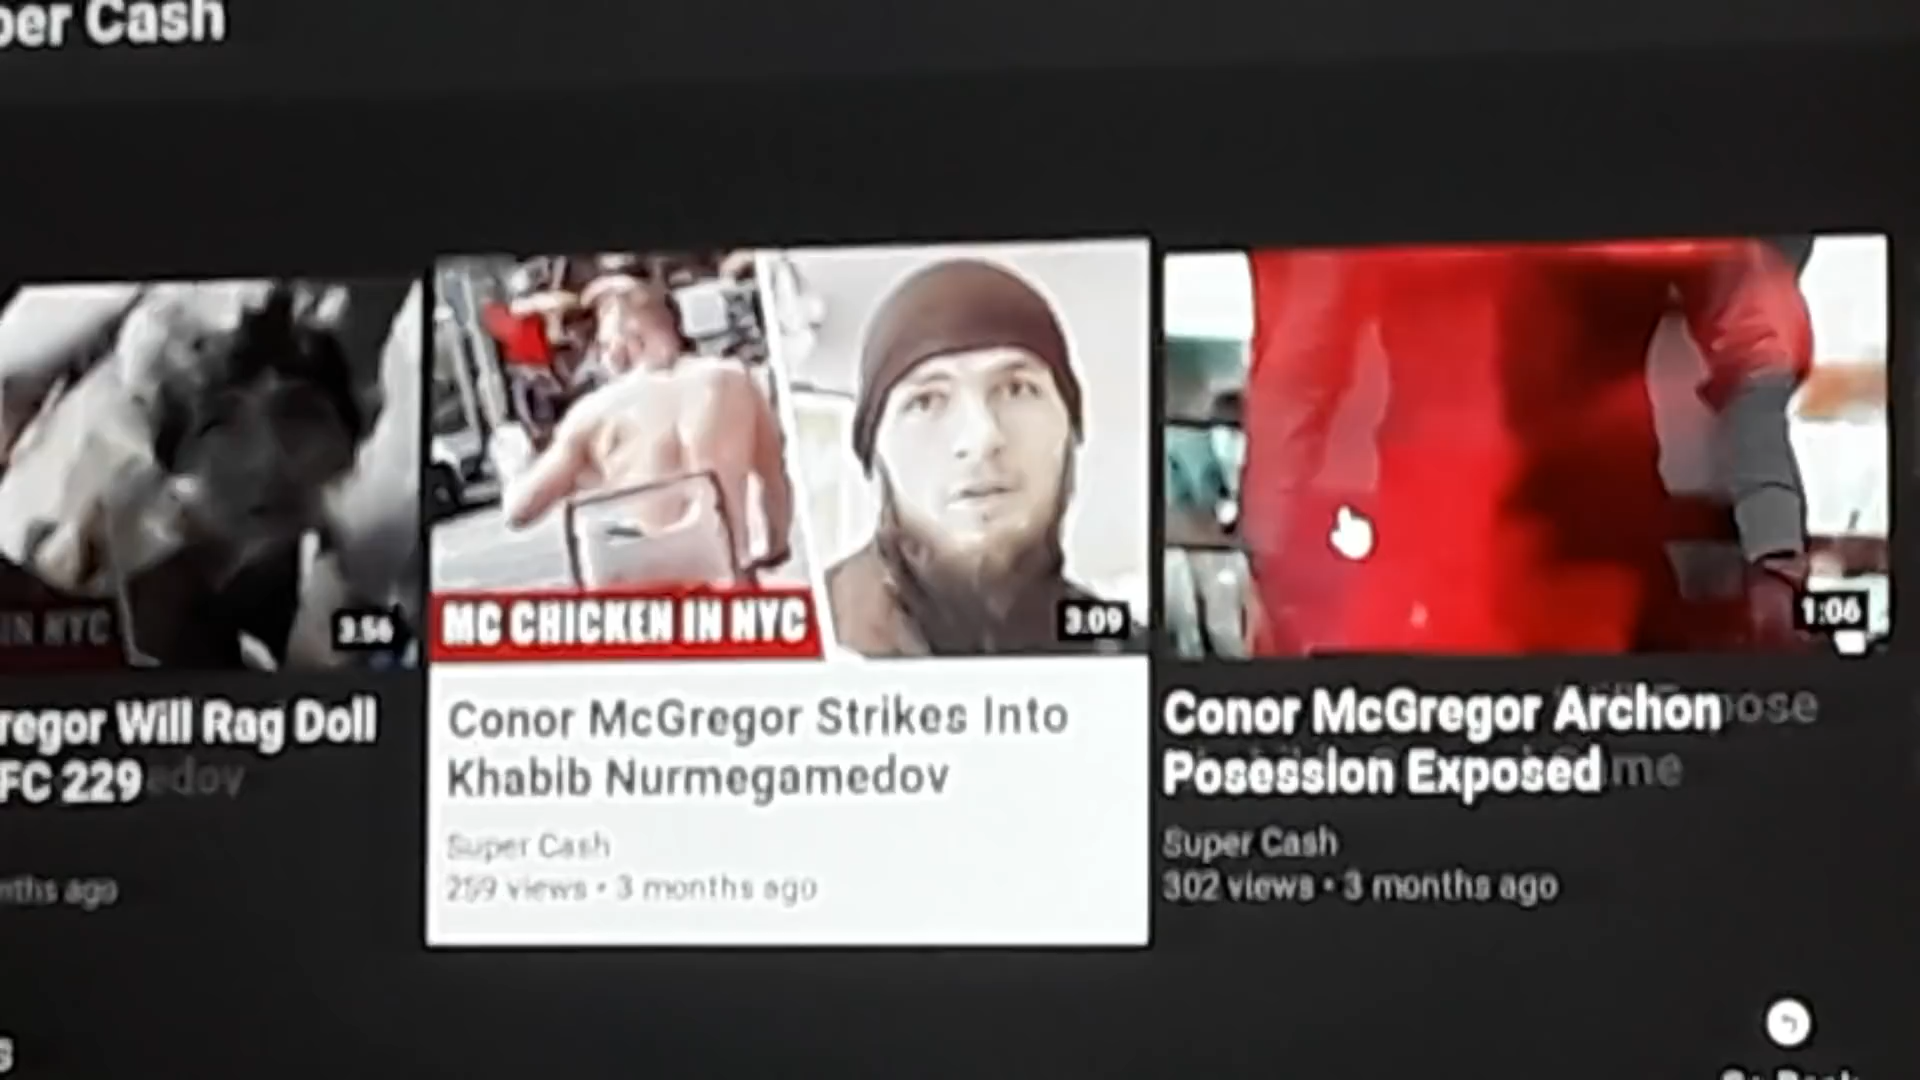 per Cash
IN NYC
3:56
MC CHICKEN IN NYC
3:09
1:06
regor Will Rag Doll
FC 229
edov
nths ago
Conor McGregor Strikes Into
Khabib Nurmegamedov
Super Cash
259 views • 3 months ago
Conor McGregor Archon
Posession Exposed
Super Cash
302 views • 3 months ago